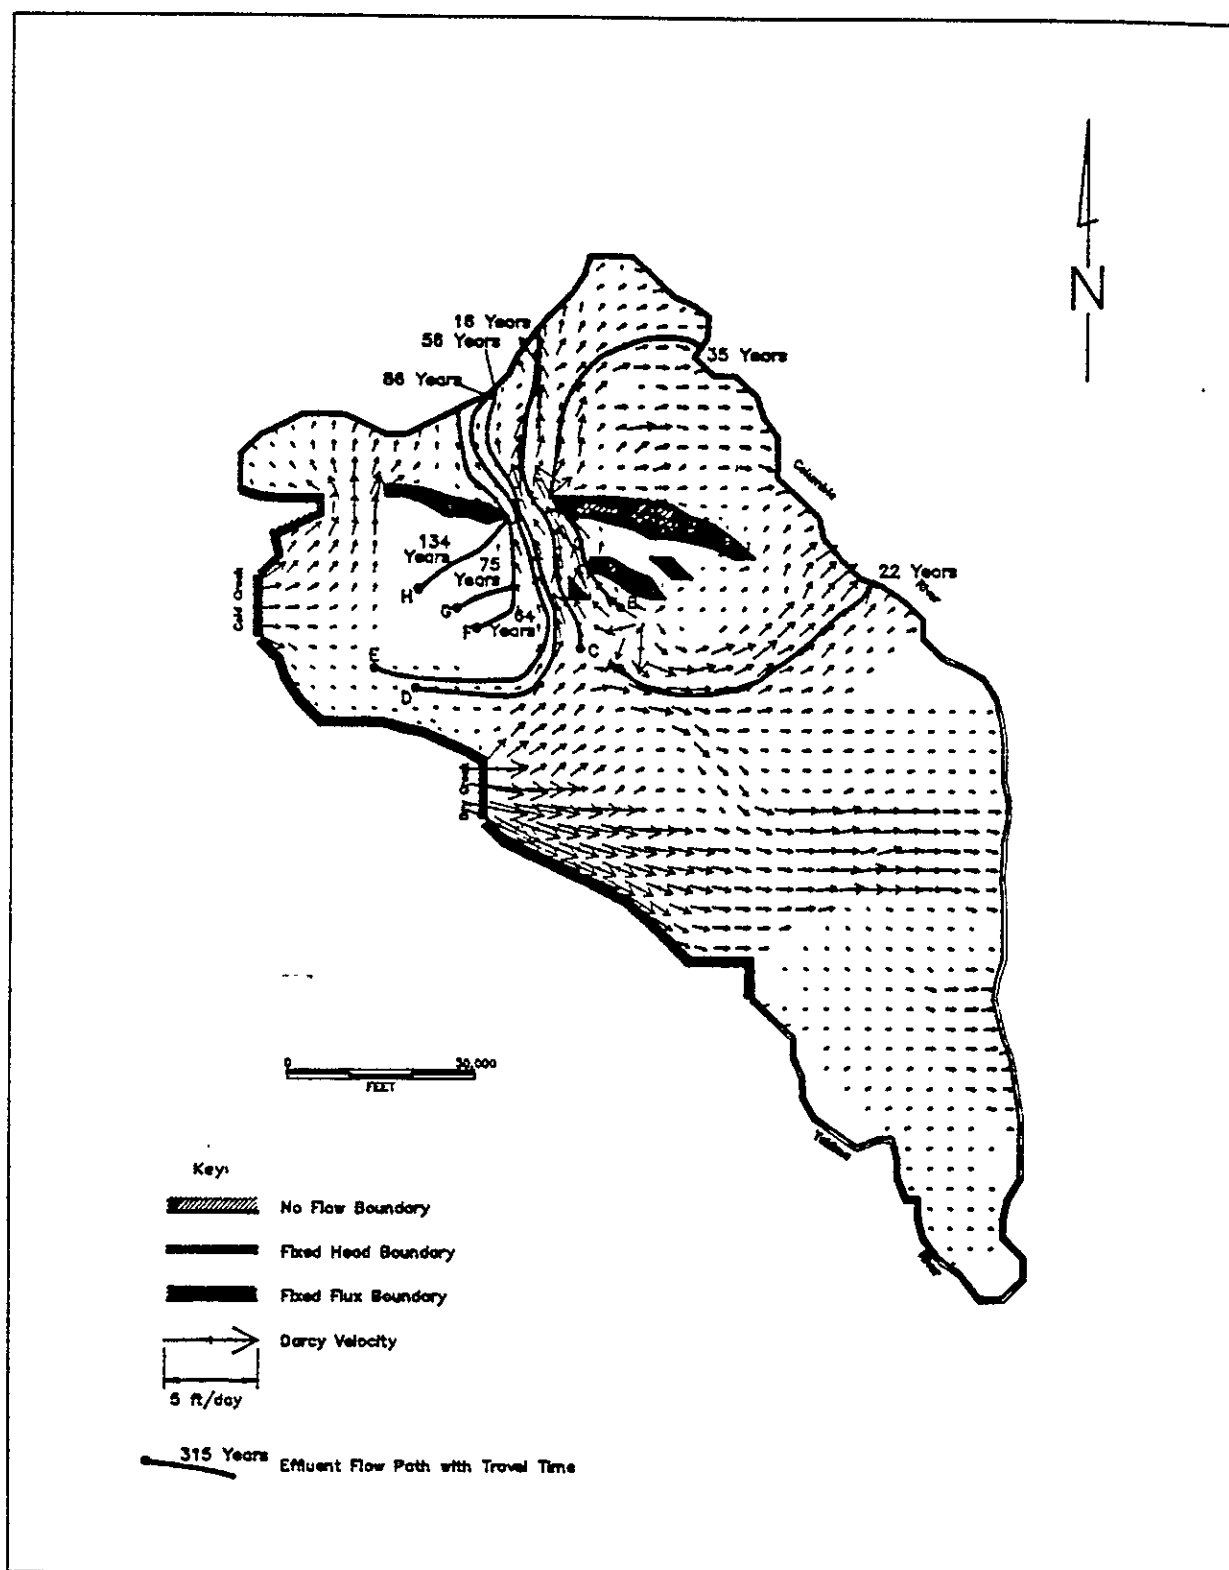 N
16 Years
56 Years
86 Years
35 Years
Columbia
River
22 Years
134
Years
75
Years
64
Years
H
G
F
E
D
C
B
Cold Creek
Dry Creek
0
30,000
FEET
Yakima
River
Key:
No Flow Boundary
Fixed Head Boundary
Fixed Flux Boundary
Darcy Velocity
5 ft/day
315 Years
Effluent Flow Path with Travel Time